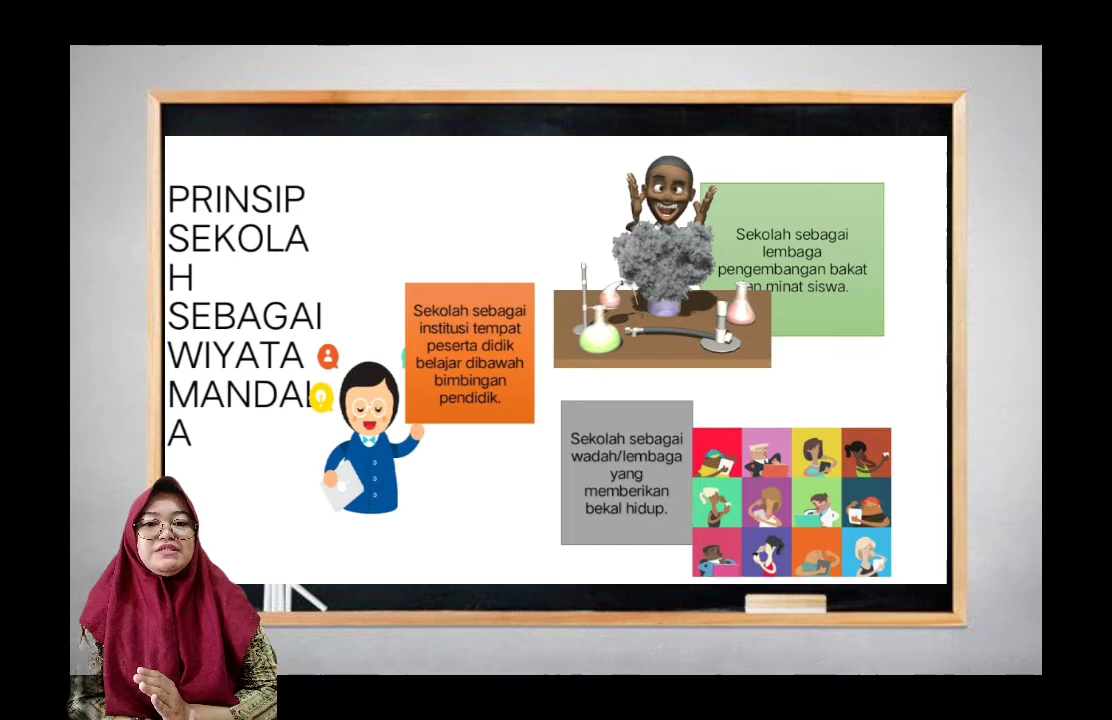 PRINSIP
SEKOLA
H
SEBAGAI
WIYATA
MANDAL
A
Sekolah sebagai
institusi tempat
peserta didik
belajar dibawah
bimbingan
pendidik.
Sekolah sebagai
lembaga
pengembangan bakat
an minat siswa.
Sekolah sebagai
wadah/lembaga
yang
memberikan
bekal hidup.